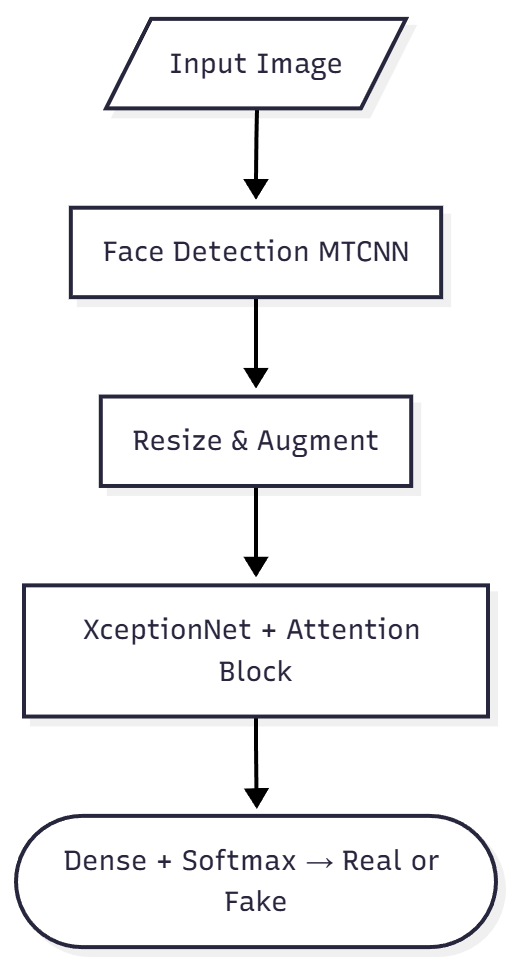 Input Image
Face Detection MTCNN
Resize & Augment
XceptionNet + Attention
Block
Dense + Softmax → Real or
Fake